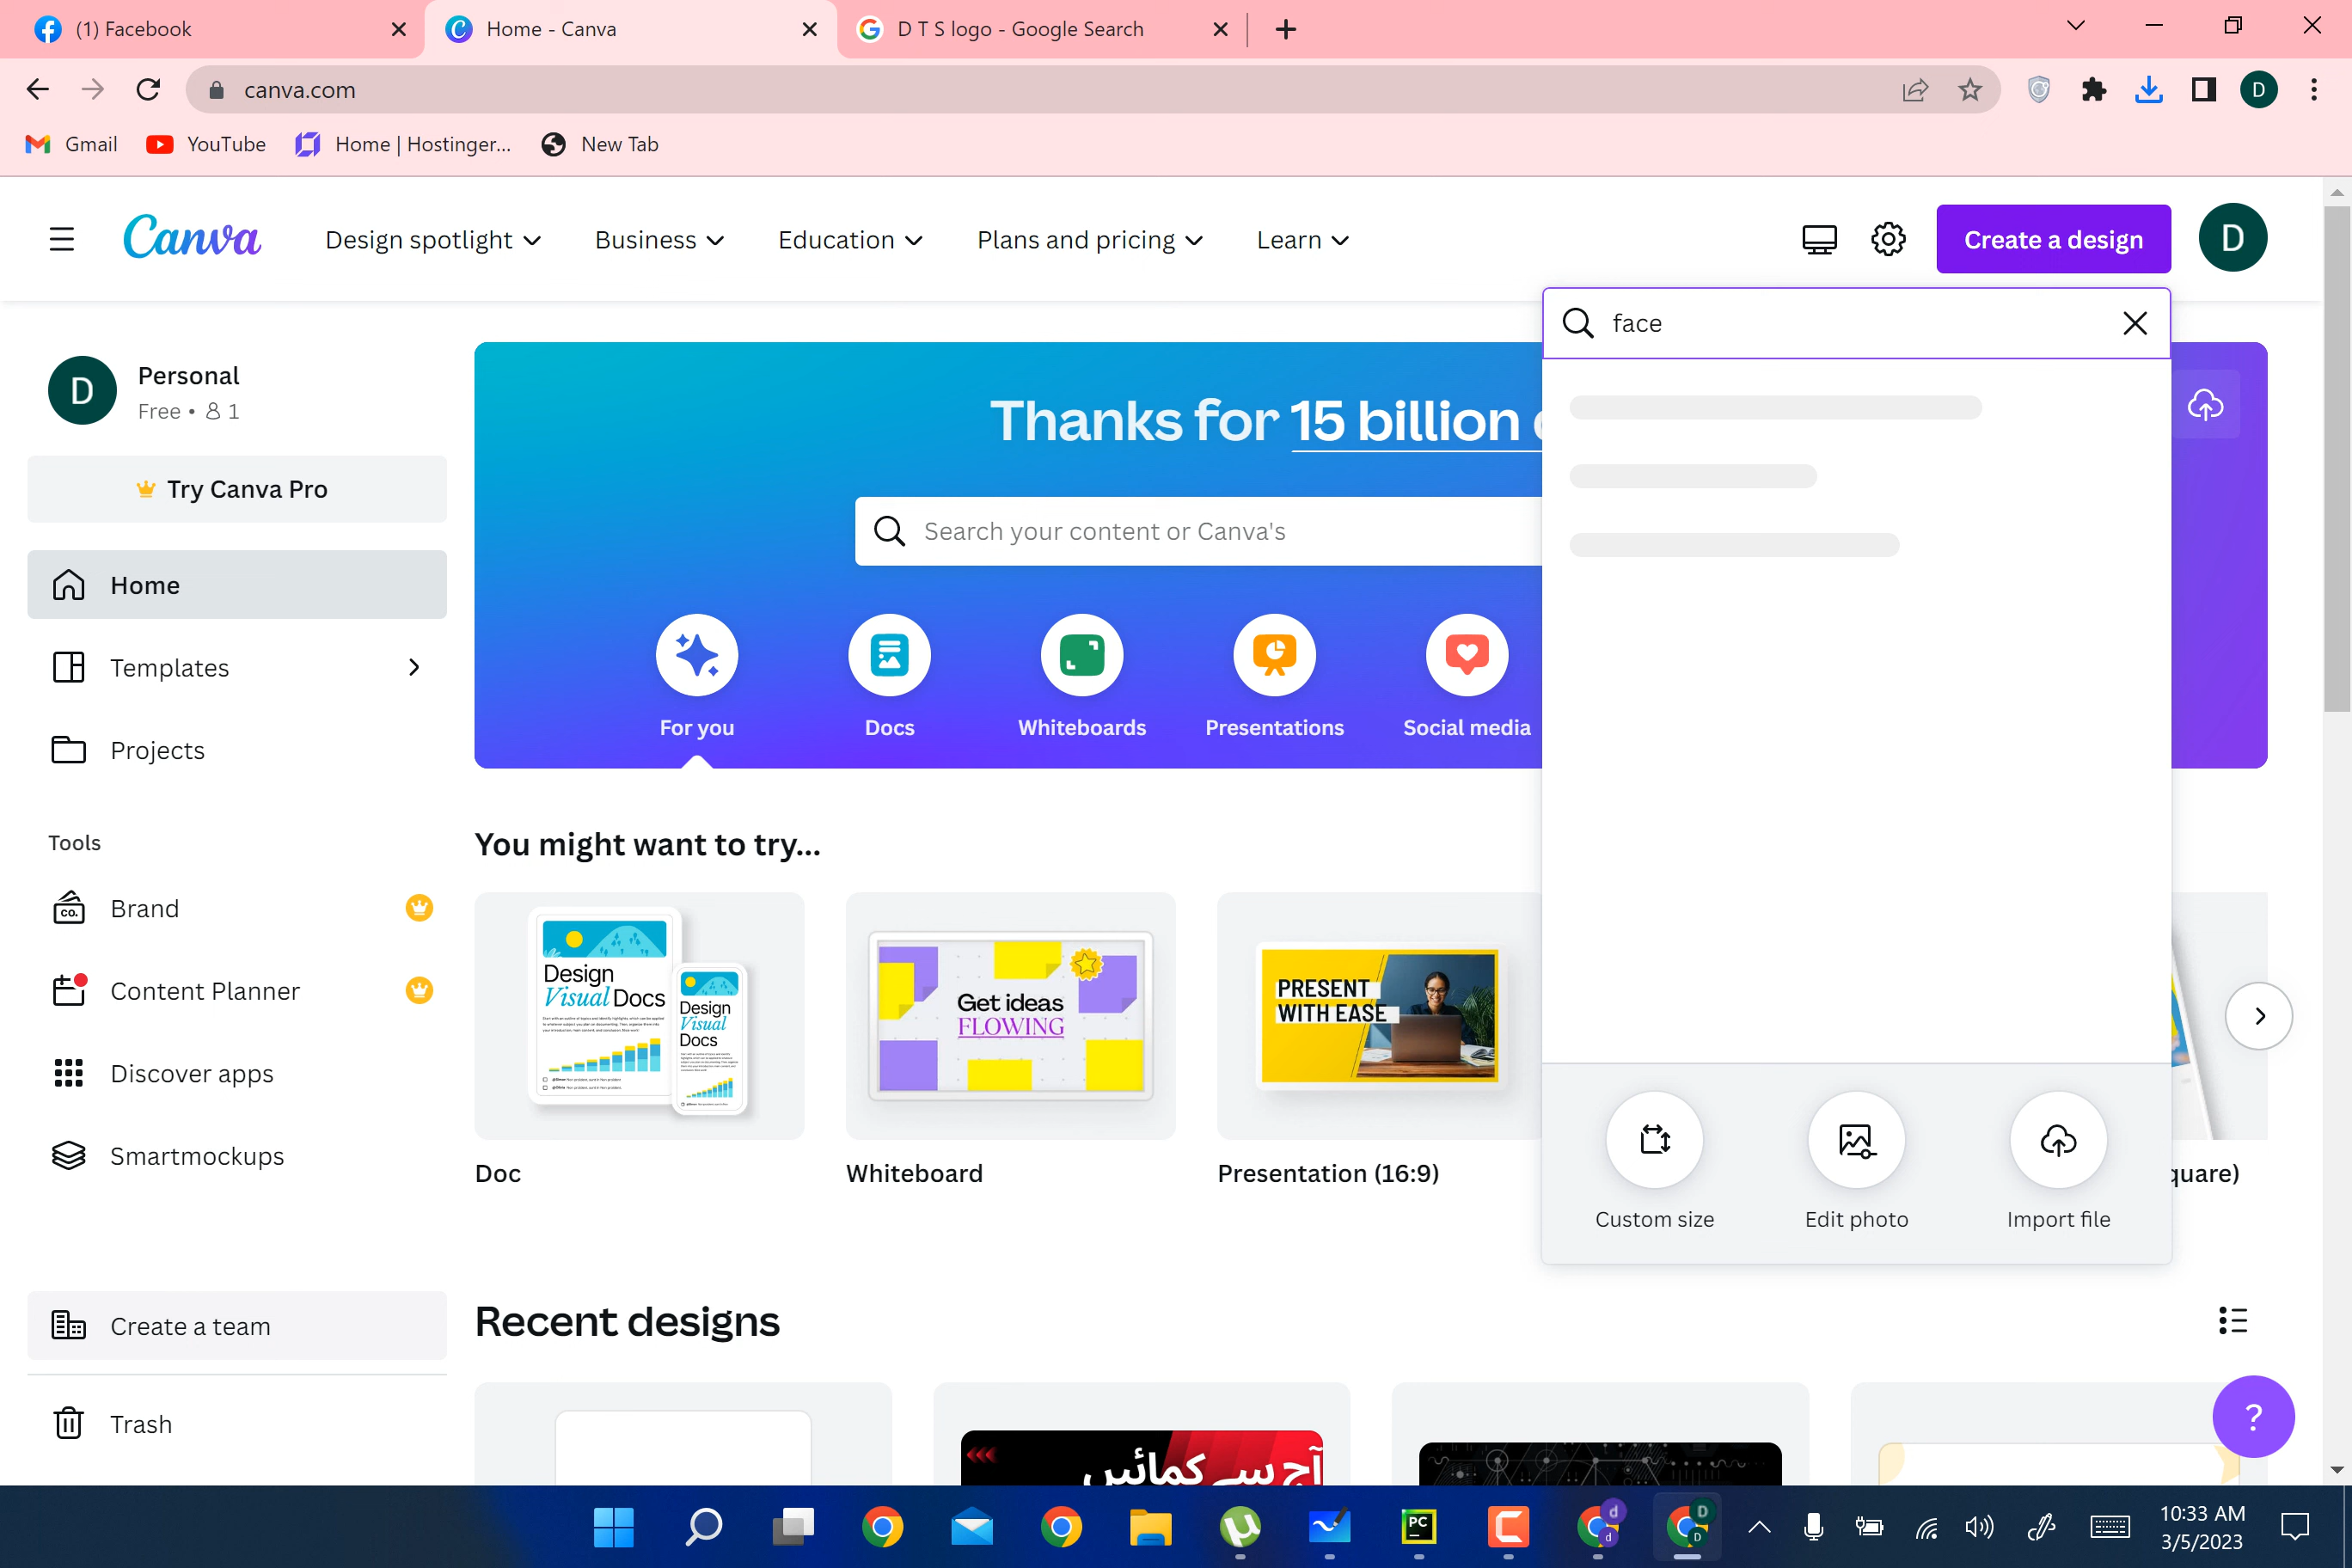 (1) Facebook
Home - Canva
D T S logo - Google Search
canva.com
D
Gmail
YouTube
Home | Hostinger...
New Tab
Canva
Design spotlight
Business
Education
Plans and pricing
Learn
Create a design
D
face
D
Personal
Free • 1
Try Canva Pro
Thanks for 15 billion
Search your content or Canva's
Home
Templates
Projects
For you
Docs
Whiteboards
Presentations
Social media
Tools
CO.
Brand
Content Planner
Discover apps
Smartmockups
You might want to try...
Design
Visual Docs
Design
Visual
Docs
Get ideas
FLOWING
PRESENT
WITH EASE
Doc
Whiteboard
Presentation (16:9)
quare)
Custom size
Edit photo
Import file
Create a team
Trash
Recent designs
آج سے کمائیں
?
PC
d
d
D
D
10:33 AM
3/5/2023